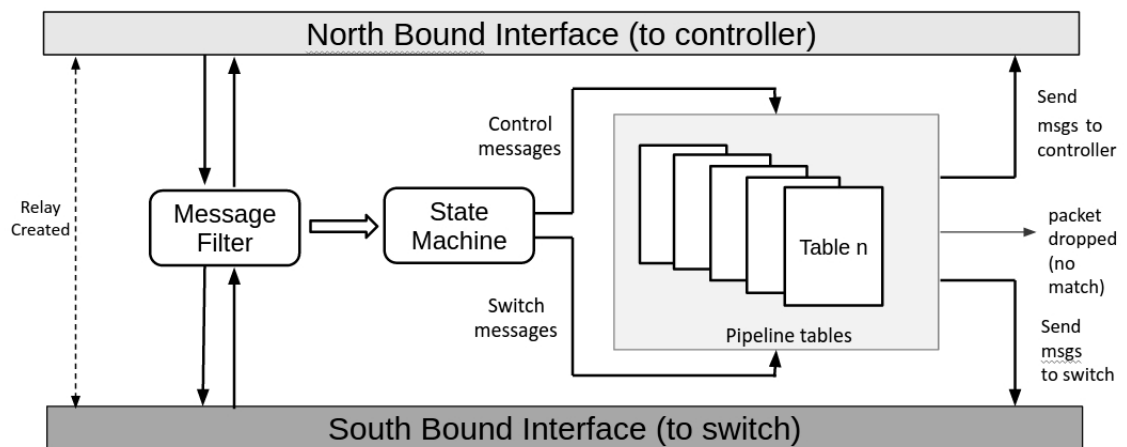 North Bound Interface (to controller)
Send
msgs to
controller
Control
messages
Relay
Created
Message
Filter
State
Machine
Table n
packet
dropped
(no
match)
Switch
messages
Pipeline tables
Send
msgs
to switch
South Bound Interface (to switch)